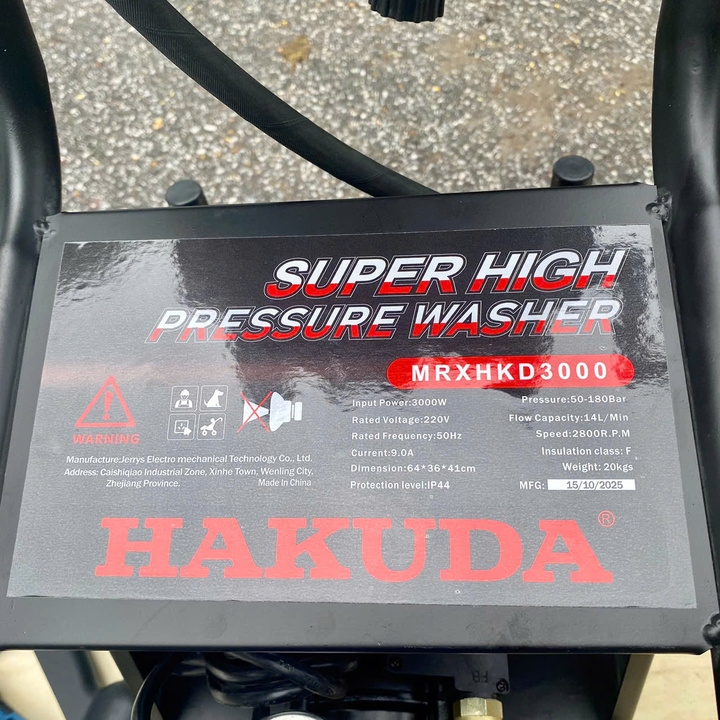 SUPER HIGH
PRESSURE WASHER
MRXHKD3000
WARNING
Manufacture:Jerrys Electro mechanical Technology Co., Ltd.
Address: Caishiqiao Industrial Zone, Xinhe Town, Wenling City,
Zhejiang Province. Made In China
Input Power:3000W
Rated Voltage:220V
Rated Frequency:50Hz
Current:9.0A
Dimension:64*36*41cm
Protection level:IP44
Pressure:50-180Bar
Flow Capacity:14L/Min
Speed:2800R.P.M
Insulation class: F
Weight: 20kgs
MFG: 15/10/2025
HAKUDA®
FB